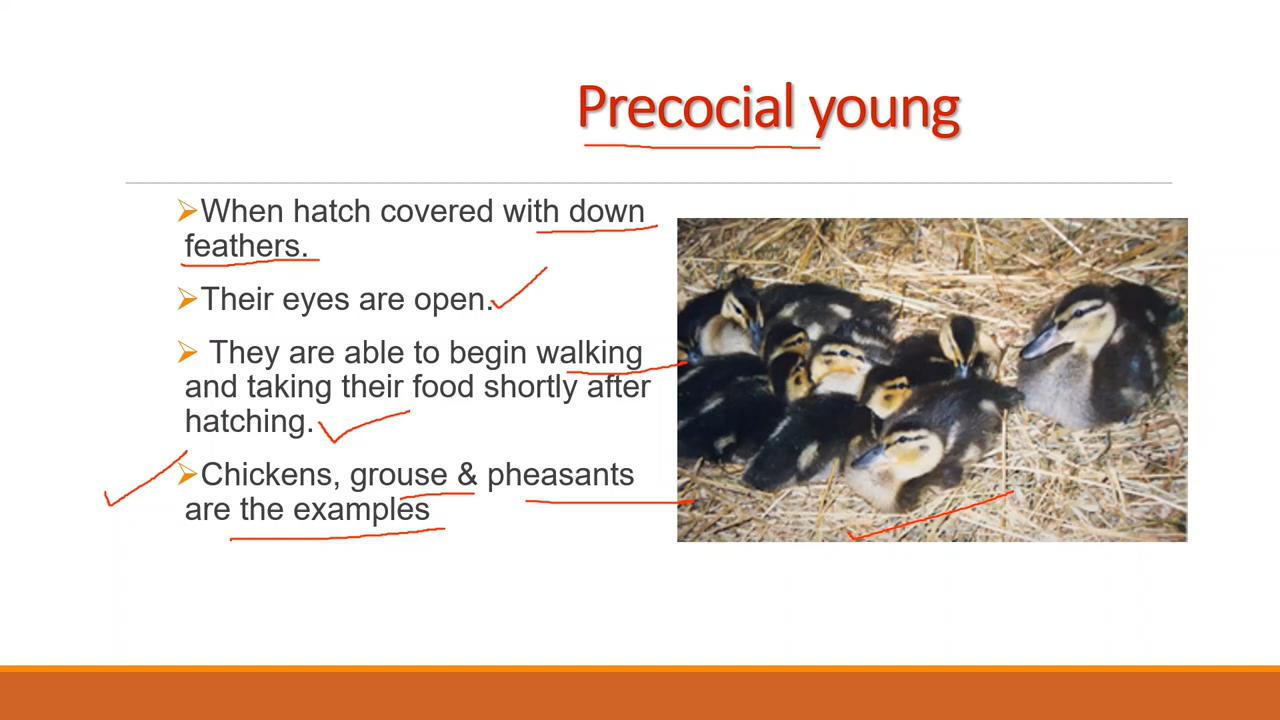 Precocial young
➢When hatch covered with down
feathers.
➢Their eyes are open.
➢ They are able to begin walking
and taking their food shortly after
hatching.
➢Chickens, grouse & pheasants
are the examples